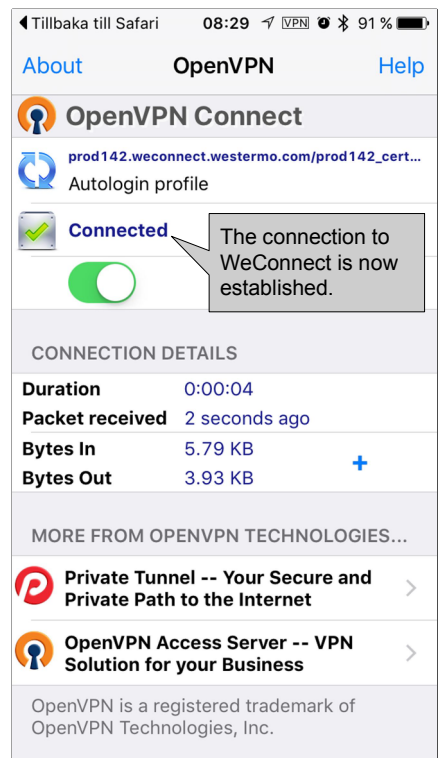 Tillbaka till Safari 08:29 VPN 91 %
About OpenVPN Help
OpenVPN Connect
prod142.weconnect.westermo.com/prod142_cert...
Autologin profile
Connected
The connection to
WeConnect is now
established.
CONNECTION DETAILS
Duration 0:00:04
Packet received 2 seconds ago
Bytes In 5.79 KB
+
Bytes Out 3.93 KB
MORE FROM OPENVPN TECHNOLOGIES...
Private Tunnel -- Your Secure and
Private Path to the Internet
OpenVPN Access Server -- VPN
Solution for your Business
OpenVPN is a registered trademark of
OpenVPN Technologies, Inc.